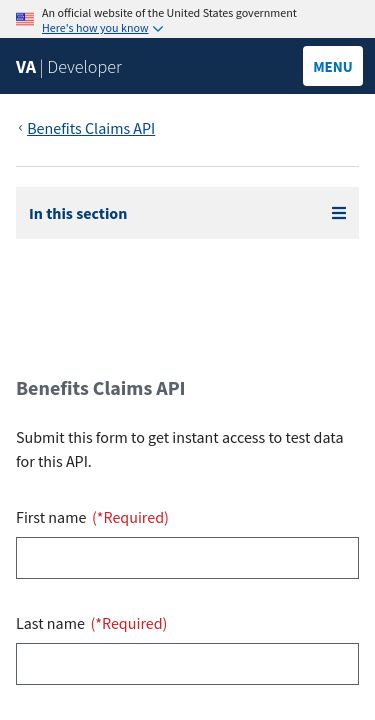 An official website of the United States government
Here's how you know
VA | Developer
MENU
‹ Benefits Claims API
In this section
Benefits Claims API
Submit this form to get instant access to test data
for this API.
First name (*Required)
Last name (*Required)